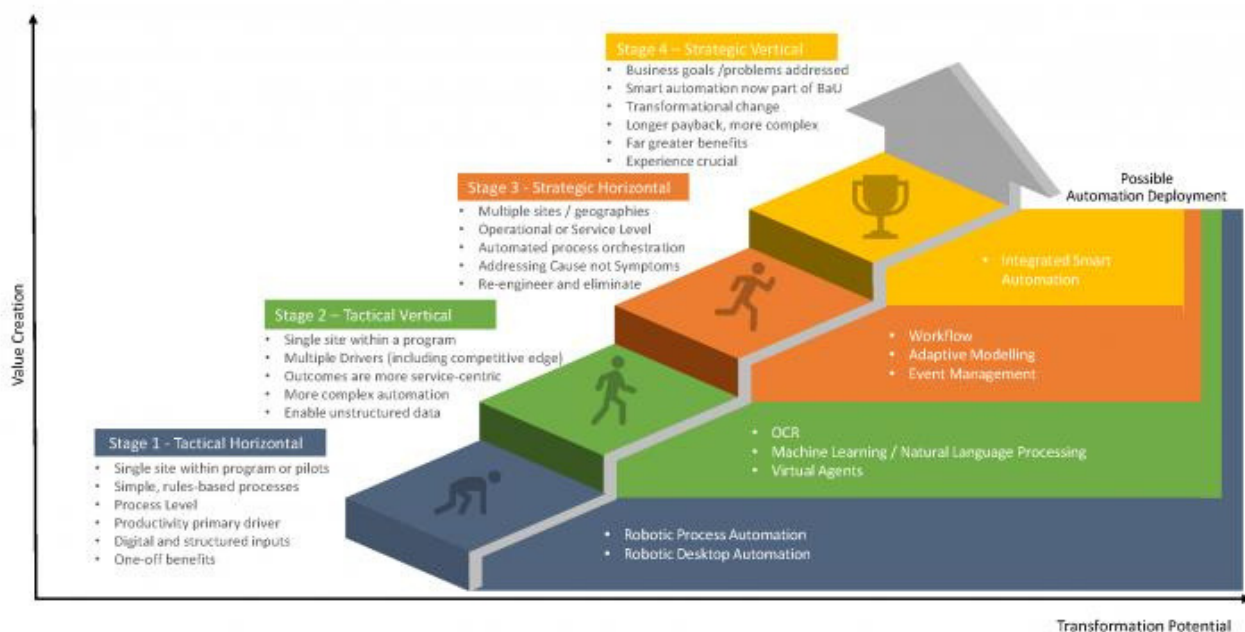 Value Creation
Stage 4 – Strategic Vertical
• Business goals /problems addressed
• Smart automation now part of BaU
• Transformational change
• Longer payback, more complex
• Far greater benefits
• Experience crucial
Stage 3 - Strategic Horizontal
• Multiple sites / geographies
• Operational or Service Level
• Automated process orchestration
• Addressing Cause not Symptoms
• Re-engineer and eliminate
Stage 2 – Tactical Vertical
• Single site within a program
• Multiple Drivers (including competitive edge)
• Outcomes are more service-centric
• More complex automation
• Enable unstructured data
Stage 1 - Tactical Horizontal
• Single site within program or pilots
• Simple, rules-based processes
• Process Level
• Productivity primary driver
• Digital and structured inputs
• One-off benefits
Possible
Automation Deployment
• Integrated Smart
Automation
• Workflow
• Adaptive Modelling
• Event Management
• OCR
• Machine Learning / Natural Language Processing
• Virtual Agents
• Robotic Process Automation
• Robotic Desktop Automation
Transformation Potential